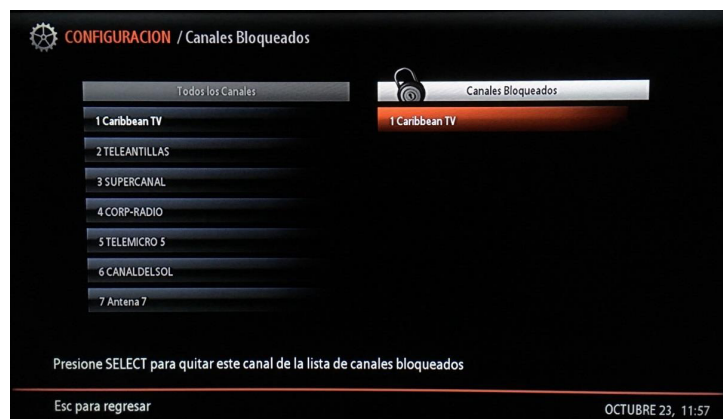 CONFIGURACION / Canales Bloqueados
Todos los Canales
1 Caribbean TV
2 TELEANTILLAS
3 SUPERCANAL
4 CORP-RADIO
5 TELEMICRO 5
6 CANALDELSOL
7 Antena 7
Canales Bloqueados
1 Caribbean TV
Presione SELECT para quitar este canal de la lista de canales bloqueados
Esc para regresar
OCTUBRE 23, 11:57